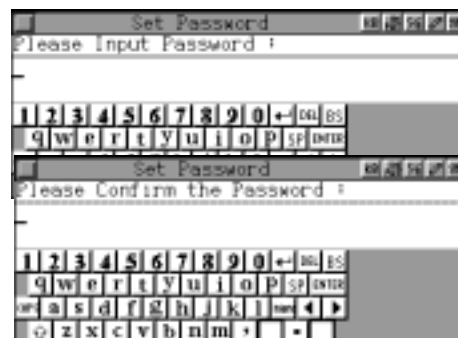 Set Password
Please Input Password :
1 2 3 4 5 6 7 8 9 0 ↵ DEL BS
q w e r t y u i o p SP ENTER
Set Password
Please Confirm the Password :
1 2 3 4 5 6 7 8 9 0 ↵ DEL BS
q w e r t y u i o p SP ENTER
CAPS a s d f g h j k l ◀ ▶
⇧ z x c v b n m ,